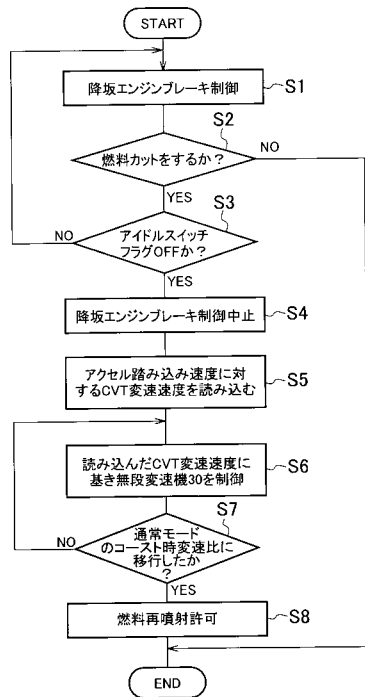 START
降坂エンジンブレーキ制御
S1
S2
燃料カットをするか？
NO
YES
S3
アイドルスイッチ
フラグOFFか？
NO
YES
降坂エンジンブレーキ制御中止
S4
アクセル踏み込み速度に対
するCVT変速速度を読み込む
S5
読み込んだCVT変速速度に
基き無段変速機30を制御
S6
S7
通常モード
のコースト時変速比に
移行したか
？
NO
YES
燃料再噴射許可
S8
END